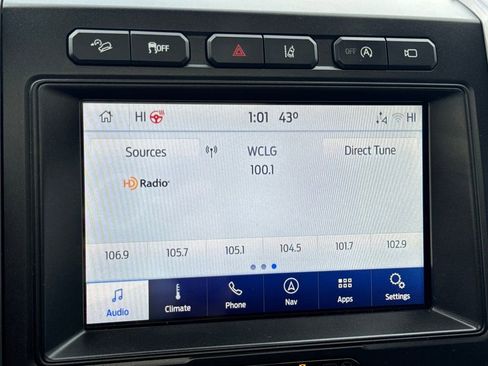 OFF OFF
HI 1:01 43° HI
Sources WCLG Direct Tune
100.1
HD Radio
106.9 105.7 105.1 104.5 101.7 102.9
Audio Climate Phone Nav Apps Settings